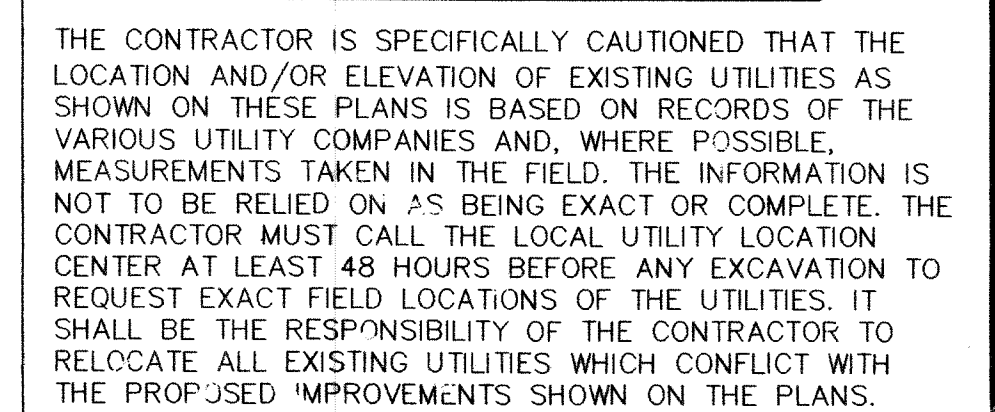 THE CONTRACTOR IS SPECIFICALLY CAUTIONED THAT THE
LOCATION AND/OR ELEVATION OF EXISTING UTILITIES AS
SHOWN ON THESE PLANS IS BASED ON RECORDS OF THE
VARIOUS UTILITY COMPANIES AND, WHERE POSSIBLE,
MEASUREMENTS TAKEN IN THE FIELD. THE INFORMATION IS
NOT TO BE RELIED ON AS BEING EXACT OR COMPLETE. THE
CONTRACTOR MUST CALL THE LOCAL UTILITY LOCATION
CENTER AT LEAST 48 HOURS BEFORE ANY EXCAVATION TO
REQUEST EXACT FIELD LOCATIONS OF THE UTILITIES. IT
SHALL BE THE RESPONSIBILITY OF THE CONTRACTOR TO
RELOCATE ALL EXISTING UTILITIES WHICH CONFLICT WITH
THE PROPOSED IMPROVEMENTS SHOWN ON THE PLANS.